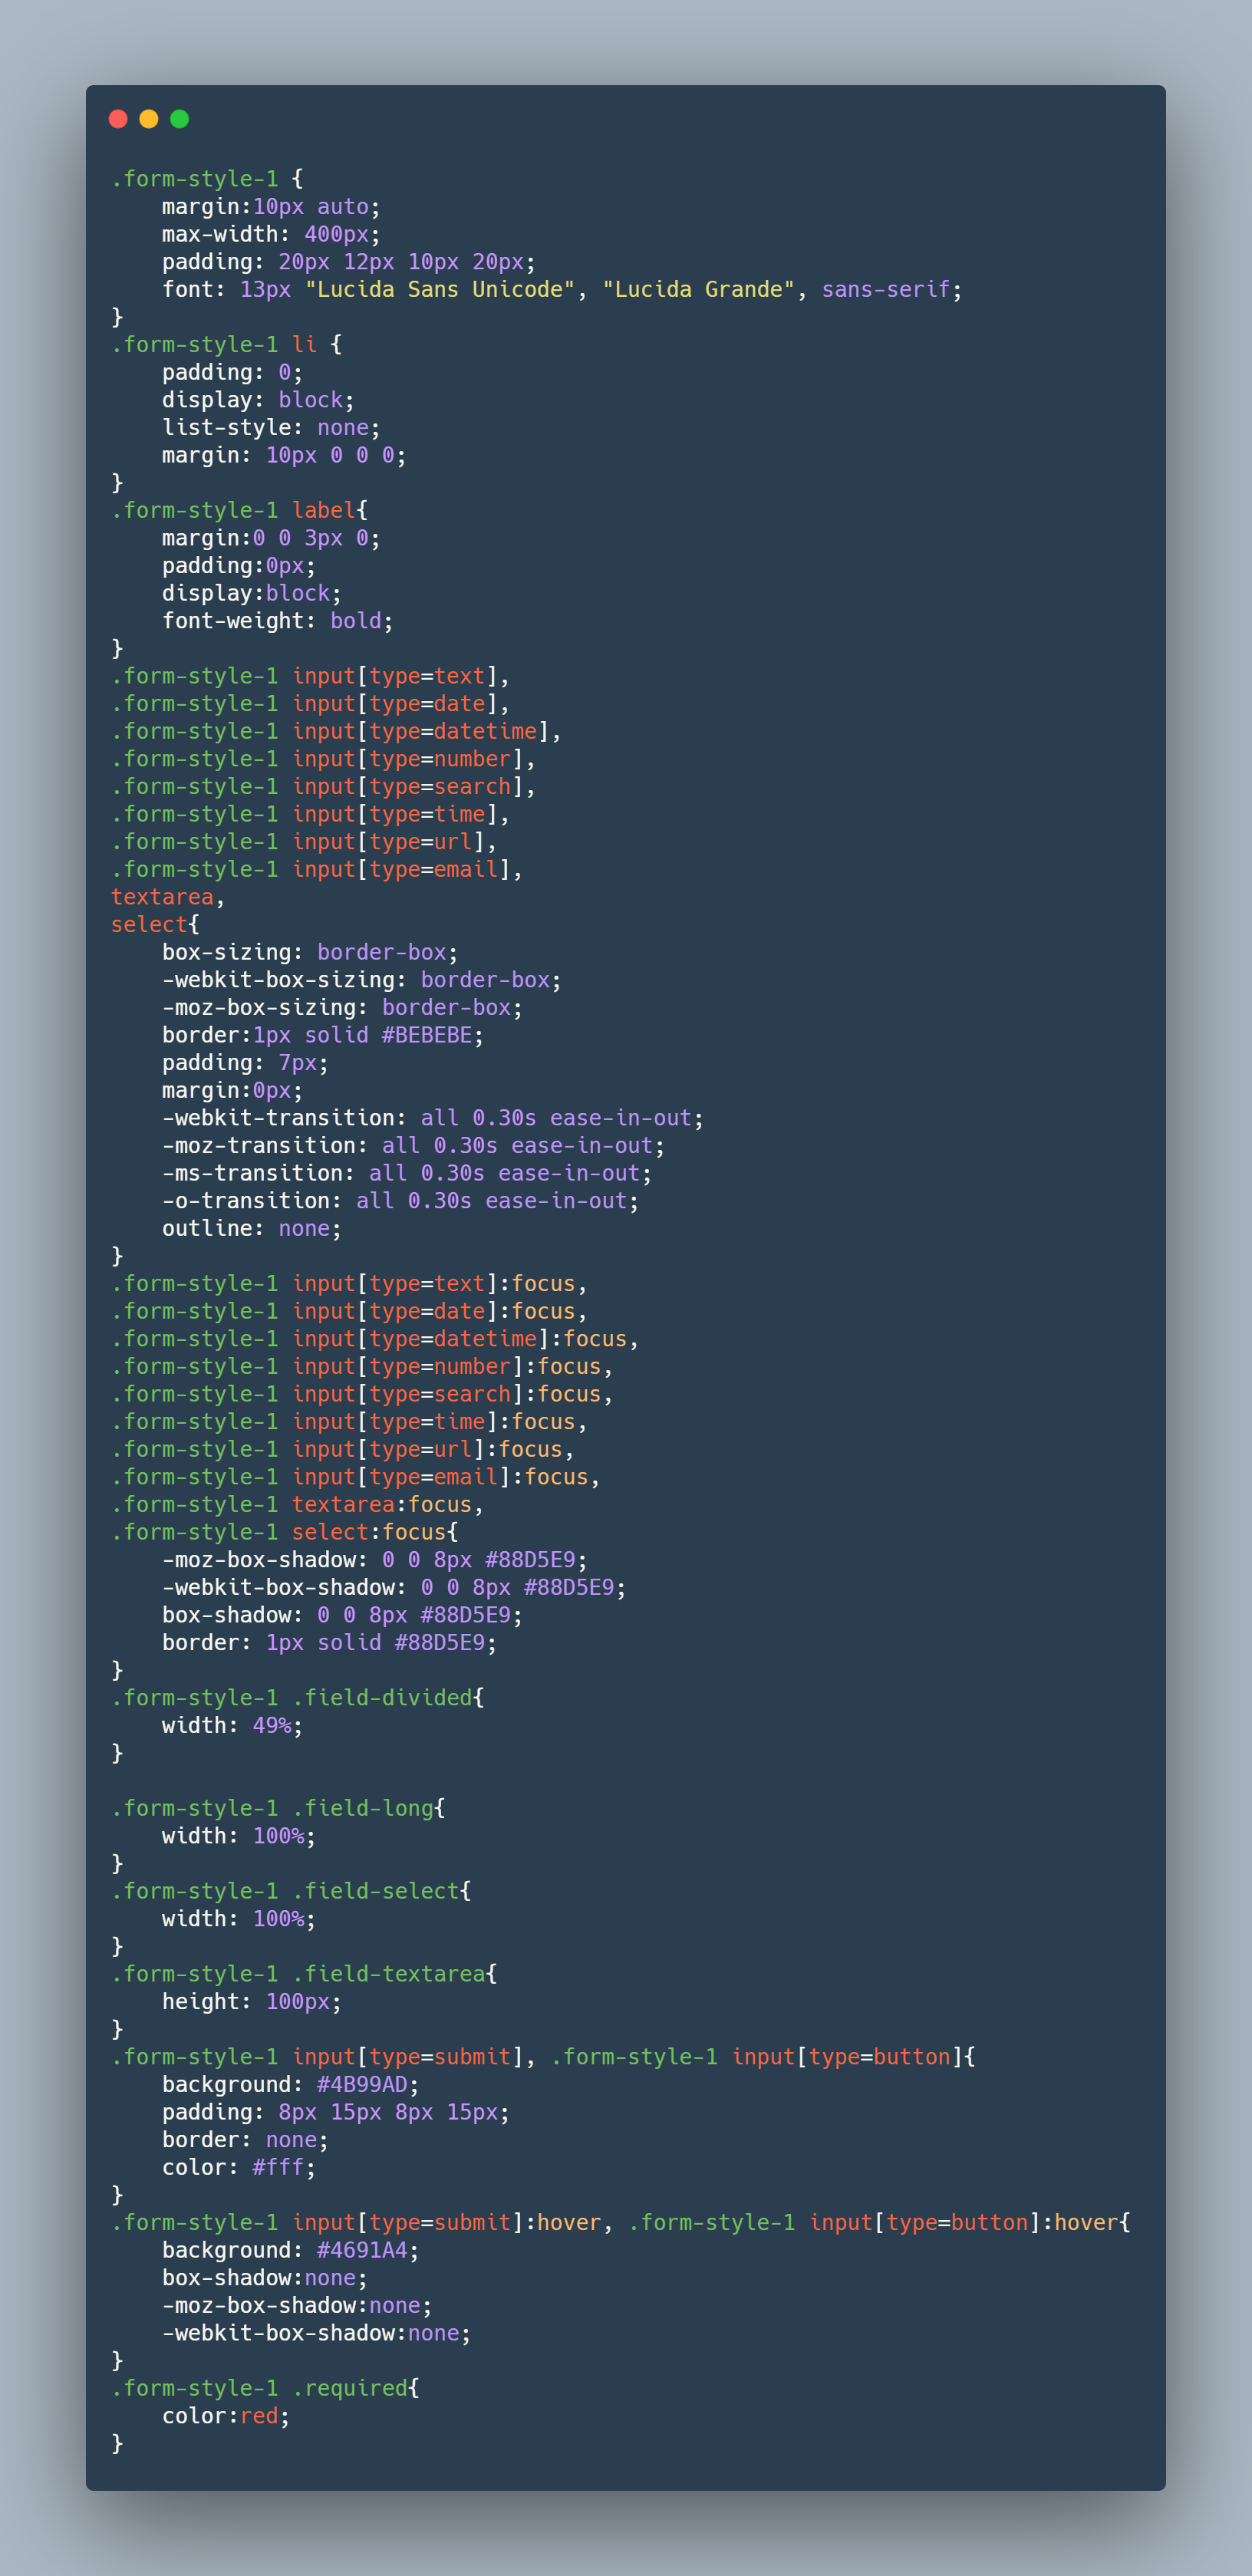 .form-style-1 {
    margin:10px auto;
    max-width: 400px;
    padding: 20px 12px 10px 20px;
    font: 13px "Lucida Sans Unicode", "Lucida Grande", sans-serif;
}
.form-style-1 li {
    padding: 0;
    display: block;
    list-style: none;
    margin: 10px 0 0 0;
}
.form-style-1 label{
    margin:0 0 3px 0;
    padding:0px;
    display:block;
    font-weight: bold;
}
.form-style-1 input[type=text],
.form-style-1 input[type=date],
.form-style-1 input[type=datetime],
.form-style-1 input[type=number],
.form-style-1 input[type=search],
.form-style-1 input[type=time],
.form-style-1 input[type=url],
.form-style-1 input[type=email],
textarea,
select{
    box-sizing: border-box;
    -webkit-box-sizing: border-box;
    -moz-box-sizing: border-box;
    border:1px solid #BEBEBE;
    padding: 7px;
    margin:0px;
    -webkit-transition: all 0.30s ease-in-out;
    -moz-transition: all 0.30s ease-in-out;
    -ms-transition: all 0.30s ease-in-out;
    -o-transition: all 0.30s ease-in-out;
    outline: none;
}
.form-style-1 input[type=text]:focus,
.form-style-1 input[type=date]:focus,
.form-style-1 input[type=datetime]:focus,
.form-style-1 input[type=number]:focus,
.form-style-1 input[type=search]:focus,
.form-style-1 input[type=time]:focus,
.form-style-1 input[type=url]:focus,
.form-style-1 input[type=email]:focus,
.form-style-1 textarea:focus,
.form-style-1 select:focus{
    -moz-box-shadow: 0 0 8px #88D5E9;
    -webkit-box-shadow: 0 0 8px #88D5E9;
    box-shadow: 0 0 8px #88D5E9;
    border: 1px solid #88D5E9;
}
.form-style-1 .field-divided{
    width: 49%;
}

.form-style-1 .field-long{
    width: 100%;
}
.form-style-1 .field-select{
    width: 100%;
}
.form-style-1 .field-textarea{
    height: 100px;
}
.form-style-1 input[type=submit], .form-style-1 input[type=button]{
    background: #4B99AD;
    padding: 8px 15px 8px 15px;
    border: none;
    color: #fff;
}
.form-style-1 input[type=submit]:hover, .form-style-1 input[type=button]:hover{
    background: #4691A4;
    box-shadow:none;
    -moz-box-shadow:none;
    -webkit-box-shadow:none;
}
.form-style-1 .required{
    color:red;
}